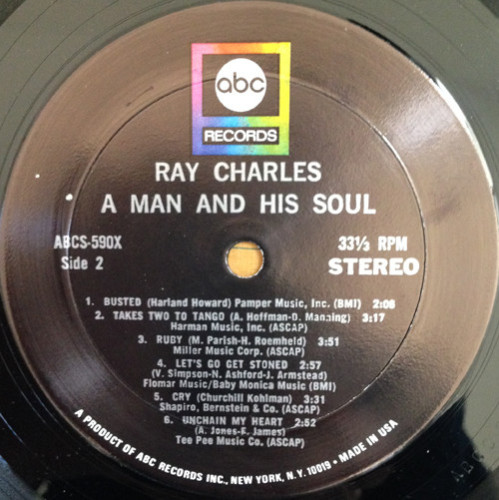 abc
RECORDS
RAY CHARLES
A MAN AND HIS SOUL
ABCS-590X
33⅓ RPM
Side 2
STEREO
1. BUSTED (Harland Howard) Pamper Music, Inc. (BMI) 2:06
2. TAKES TWO TO TANGO (A. Hoffman-D. Manning) 3:17
Harman Music, Inc. (ASCAP)
3. RUBY (M. Parish-H. Roemheld) 3:51
Miller Music Corp. (ASCAP)
4. LET'S GO GET STONED 2:57
(V. Simpson-N. Ashford-J. Armstead)
Flomar Music/Baby Monica Music (BMI)
5. CRY (Churchill Kohlman) 3:31
Shapiro, Bernstein & Co. (ASCAP)
6. UNCHAIN MY HEART 2:52
(A. Jones-F. James)
Tee Pee Music Co. (ASCAP)
A PRODUCT OF ABC RECORDS INC., NEW YORK, N.Y. 10019 • MADE IN USA